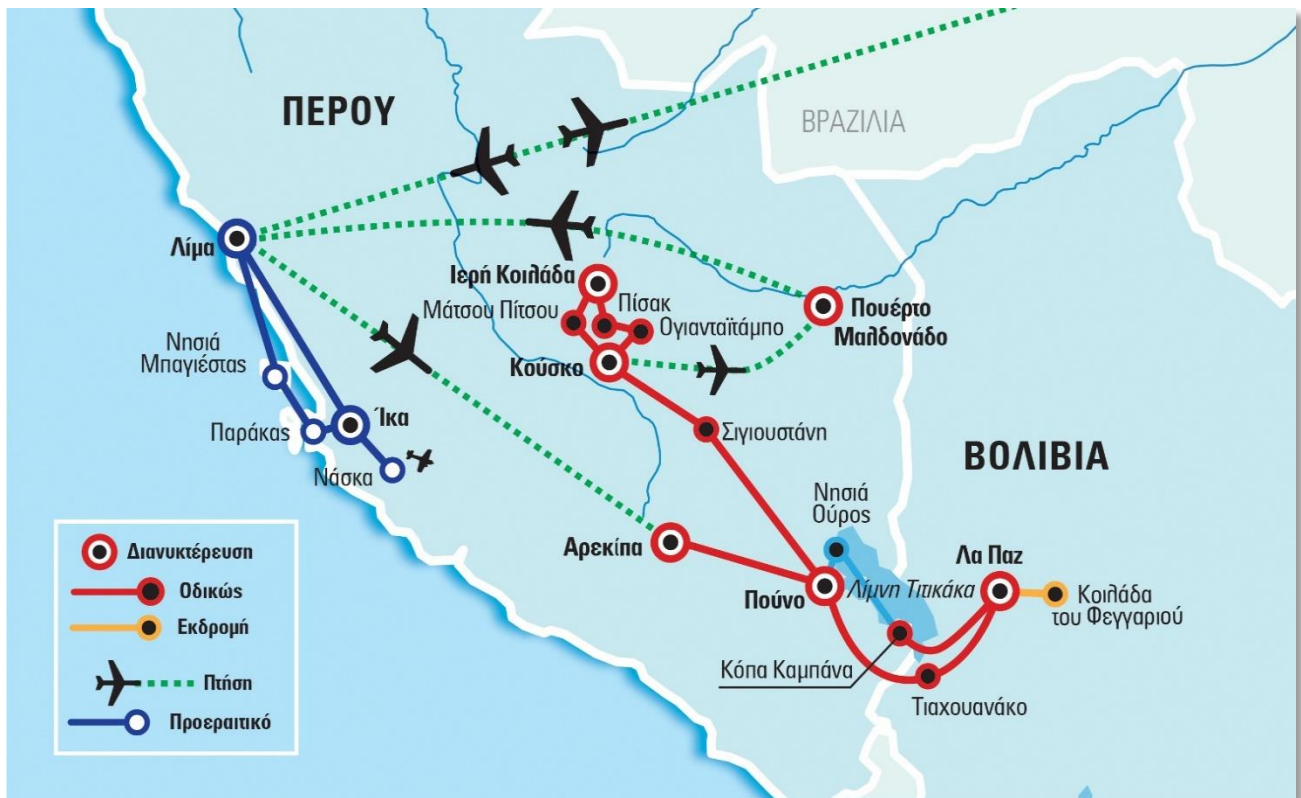 ΠΕΡΟΥ
ΒΡΑΖΙΛΙΑ
Λίμα
Ιερή Κοιλάδα
Μάτσου Πίτσου
Πίσακ
Ογιανταϊτάμπο
Πουέρτο
Μαλδονάδο
Κούσκο
Νησιά
Μπαγιέστας
Παράκας
Ίκα
Νάσκα
Σιγιουστάνη
ΒΟΛΙΒΙΑ
Νησιά
Ούρος
Αρεκίπα
Πούνο
Λίμνη Τιτικάκα
Λα Παζ
Κοιλάδα
του Φεγγαριού
Κόπα Καμπάνα
Τιαχουανάκο
Διανυκτέρευση
Οδικώς
Εκδρομή
Πτήση
Προεραιτικό